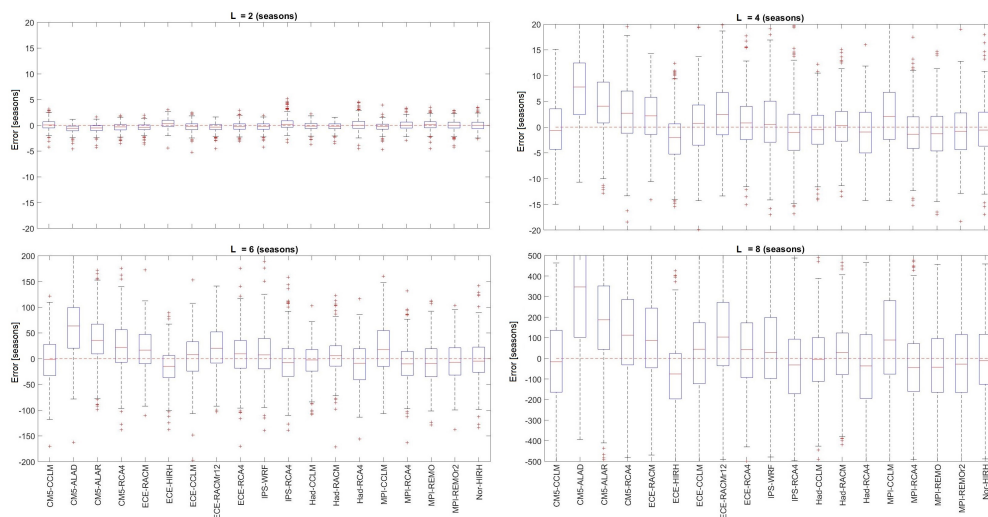 L = 2 (seasons)
20
15
10
5
0
-5
-10
-15
-20
Error [seasons]
L = 4 (seasons)
20
15
10
5
0
-5
-10
-15
-20
Error [seasons]
L = 6 (seasons)
200
150
100
50
0
-50
-100
-150
-200
Error [seasons]
CM5-CCLM
CM5-ALAD
CM5-ALAR
CM5-RCA4
ECE-RACM
ECE-HIRH
ECE-CCLM
ECE-RACMr12
ECE-RCA4
IPS-WRF
IPS-RCA4
Had-CCLM
Had-RACM
Had-RCA4
MPI-CCLM
MPI-RCA4
MPI-REMO
MPI-REMOr2
Nor-HIRH
L = 8 (seasons)
500
400
300
200
100
0
-100
-200
-300
-400
-500
Error [seasons]
CM5-CCLM
CM5-ALAD
CM5-ALAR
CM5-RCA4
ECE-RACM
ECE-HIRH
ECE-CCLM
ECE-RACMr12
ECE-RCA4
IPS-WRF
IPS-RCA4
Had-CCLM
Had-RACM
Had-RCA4
MPI-CCLM
MPI-RCA4
MPI-REMO
MPI-REMOr2
Nor-HIRH